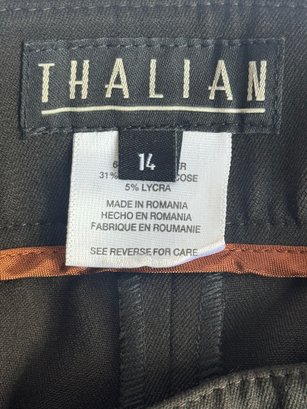 THALIAN
14
31%
5% LYCRA
MADE IN ROMANIA
HECHO EN ROMANIA
FABRIQUE EN ROUMANIE
SEE REVERSE FOR CARE